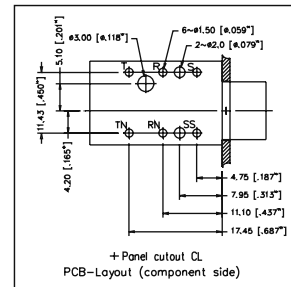 ø3.00 [ø.118"]
6-ø1.50 [ø.059"]
2-ø2.0 [ø.079"]
5.10 [.201"]
11.43 [.450"]
4.20 [.165"]
T R S
TN RN SS
4.75 [.187"]
7.95 [.313"]
11.10 [.437"]
17.45 [.687"]
+ Panel cutout CL
PCB-Layout (component side)